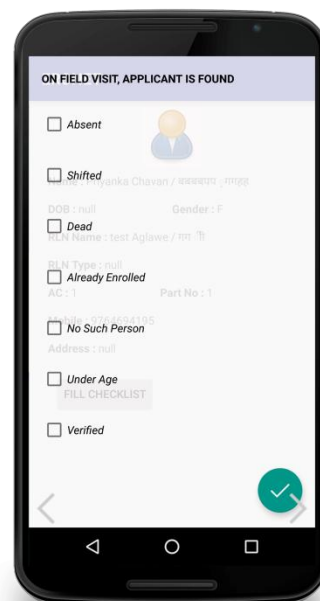 ON FIELD VISIT, APPLICANT IS FOUND
Absent
Shifted
Name : Priyanka Chavan /
DOB : null Gender : F
Dead
RLN Name : test Aglawe /
RLN Type : null
Already Enrolled
AC : 1 Part No : 1
Mobile : 9764694195
No Such Person
Address : null
Under Age
FILL CHECKLIST
Verified